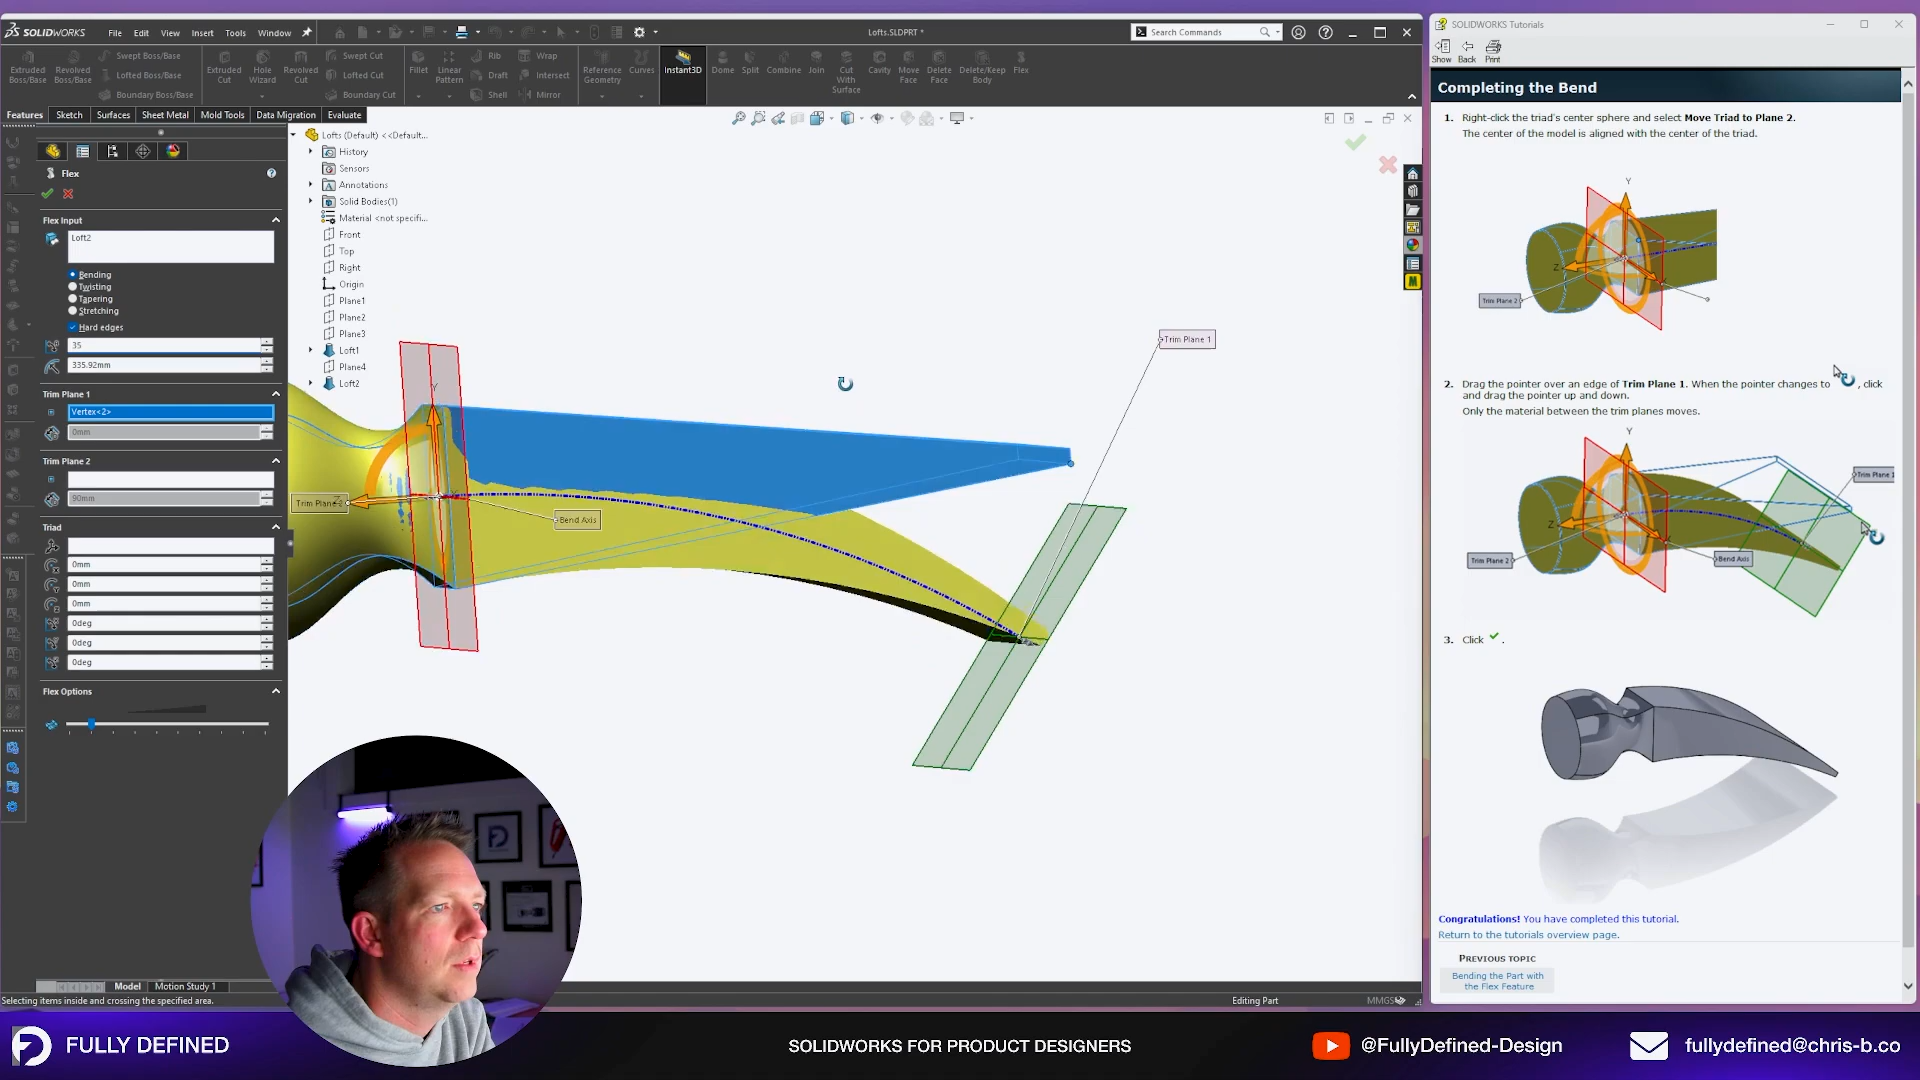 SOLIDWORKS
File
Edit
View
Insert
Tools
Window
Lofts.SLDPRT *
Search Commands
Extruded Boss/Base
Revolved Boss/Base
Swept Boss/Base
Lofted Boss/Base
Boundary Boss/Base
Extruded Cut
Hole Wizard
Revolved Cut
Swept Cut
Lofted Cut
Boundary Cut
Fillet
Linear Pattern
Rib
Draft
Shell
Wrap
Intersect
Mirror
Reference Geometry
Curves
Instant3D
Dome
Split
Combine
Join
Cut With Surface
Cavity
Move Face
Delete Face
Delete/Keep Body
Flex
Features
Sketch
Surfaces
Sheet Metal
Mold Tools
Data Migration
Evaluate
Flex
Flex Input
Loft2
Bending
Twisting
Tapering
Stretching
Hard edges
35
335.92mm
Trim Plane 1
Vertex<2>
0mm
Trim Plane 2
90mm
Triad
0mm
0mm
0mm
0deg
0deg
0deg
Flex Options
Lofts (Default) <<Default...
History
Sensors
Annotations
Solid Bodies(1)
Material <not specifi...
Front
Top
Right
Origin
Plane1
Plane2
Plane3
Loft1
Plane4
Loft2
Trim Plane 1
Y
Bend Axis
Model
Motion Study 1
Selecting items inside and crossing the specified area.
Editing Part
MMGS
SOLIDWORKS Tutorials
Show
Back
Print
Completing the Bend
1. Right-click the triad's center sphere and select Move Triad to Plane 2.
The center of the model is aligned with the center of the triad.
Y
Z
Trim Plane 2
2. Drag the pointer over an edge of Trim Plane 1. When the pointer changes to , click
and drag the pointer up and down.
Only the material between the trim planes moves.
Y
Trim Plane 1
Z
Trim Plane 2
Bend Axis
3. Click .
Congratulations! You have completed this tutorial.
Return to the tutorials overview page.
PREVIOUS TOPIC
Bending the Part with
the Flex Feature
FULLY DEFINED
SOLIDWORKS FOR PRODUCT DESIGNERS
@FullyDefined-Design
fullydefined@chris-b.co